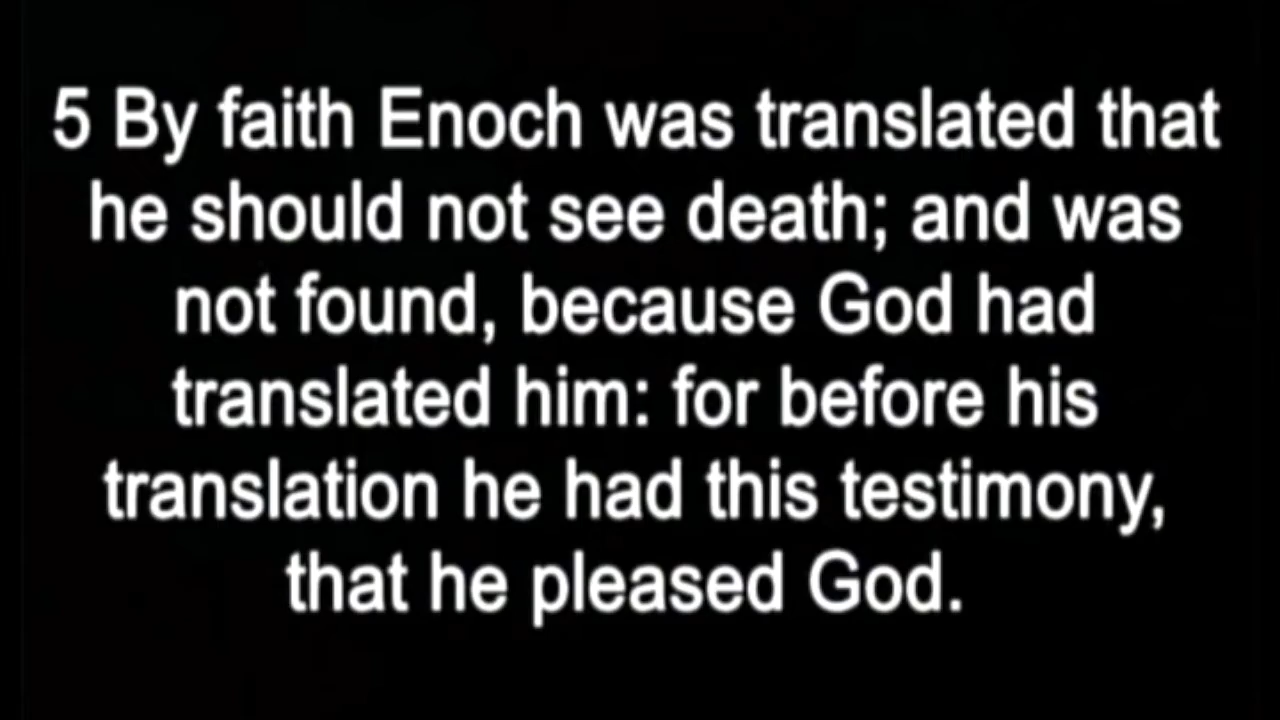 5 By faith Enoch was translated that
he should not see death; and was
not found, because God had
translated him: for before his
translation he had this testimony,
that he pleased God.